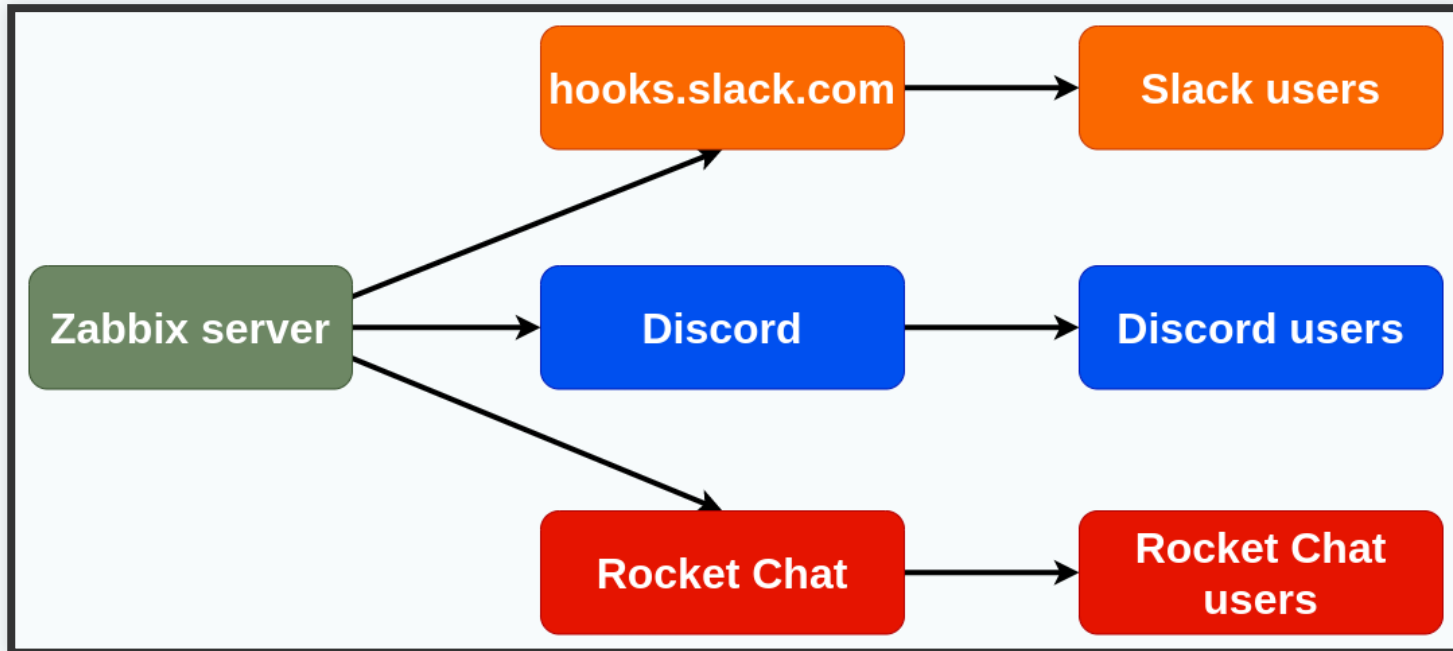 hooks.slack.com
Slack users
Zabbix server
Discord
Discord users
Rocket Chat
Rocket Chat
users